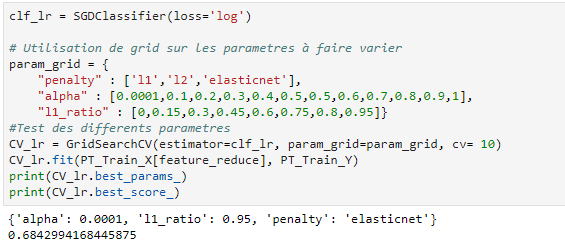 clf_lr = SGDClassifier(loss='log')
# Utilisation de grid sur les parametres à faire varier
param_grid = {
    "penalty" : ['l1','l2','elasticnet'],
    "alpha" : [0.0001,0.1,0.2,0.3,0.4,0.5,0.5,0.6,0.7,0.8,0.9,1],
    "l1_ratio" : [0,0.15,0.3,0.45,0.6,0.75,0.8,0.95]}
#Test des differents parametres
CV_lr = GridSearchCV(estimator=clf_lr, param_grid=param_grid, cv= 10)
CV_lr.fit(PT_Train_X[feature_reduce], PT_Train_Y)
print(CV_lr.best_params_)
print(CV_lr.best_score_)
{'alpha': 0.0001, 'l1_ratio': 0.95, 'penalty': 'elasticnet'}
0.6842994168445875